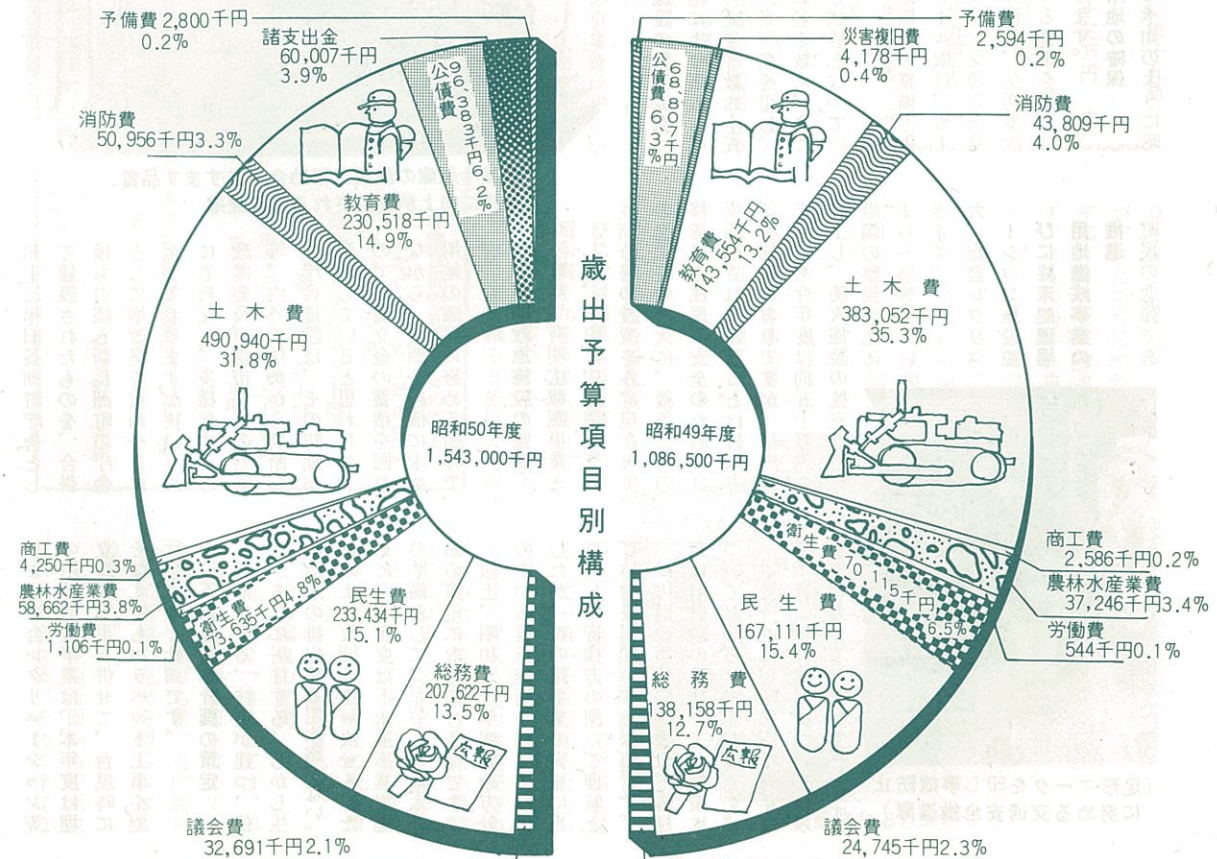 歳出予算項目別構成
昭和50年度
1,543,000千円
予備費 2,800千円
0.2%
諸支出金
60,007千円
3.9%
公債費
96,383千円6.2%
教育費
230,518千円
14.9%
消防費
50,956千円3.3%
土木費
490,940千円
31.8%
商工費
4,250千円0.3%
農林水産業費
58,662千円3.8%
労働費
1,106千円0.1%
衛生費
73,635千円4.8%
民生費
233,434千円
15.1%
総務費
207,622千円
13.5%
広報
議会費
32,691千円2.1%
昭和49年度
1,086,500千円
予備費
2,594千円
0.2%
災害複旧費
4,178千円
0.4%
公債費 6.3%
68,807千円
教育費
143,554千円
13.2%
消防費
43,809千円
4.0%
土木費
383,052千円
35.3%
商工費
2,586千円0.2%
農林水産業費
37,246千円3.4%
労働費
544千円0.1%
衛生費 70,115千円
6.5%
民生費
167,111千円
15.4%
総務費
138,158千円
12.7%
広報
議会費
24,745千円2.3%